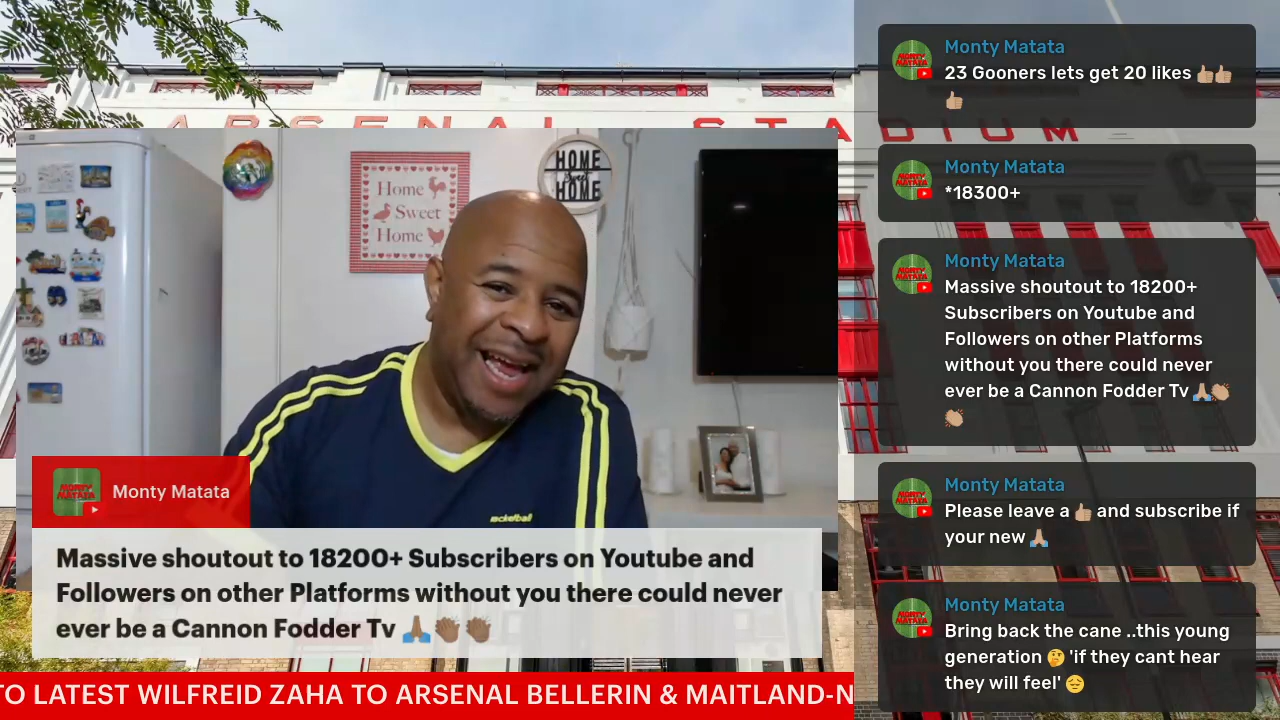 ARSENAL STADIUM
HOME
Sweet
HOME
Home
Sweet
Home
Monty Matata
Massive shoutout to 18200+ Subscribers on Youtube and
Followers on other Platforms without you there could never
ever be a Cannon Fodder Tv 🙏🏽👏🏾👏🏾
TO LATEST WILFREID ZAHA TO ARSENAL BELLERIN & MAITLAND-N
Monty Matata
23 Gooners lets get 20 likes 👍🏼👍🏼
👍🏼
Monty Matata
*18300+
Monty Matata
Massive shoutout to 18200+
Subscribers on Youtube and
Followers on other Platforms
without you there could never
ever be a Cannon Fodder Tv 🙏🏽👏🏼
👏🏼
Monty Matata
Please leave a 👍🏼 and subscribe if
your new 🙏🏼
Monty Matata
Bring back the cane ..this young
generation 🤔 'if they cant hear
they will feel' 😔